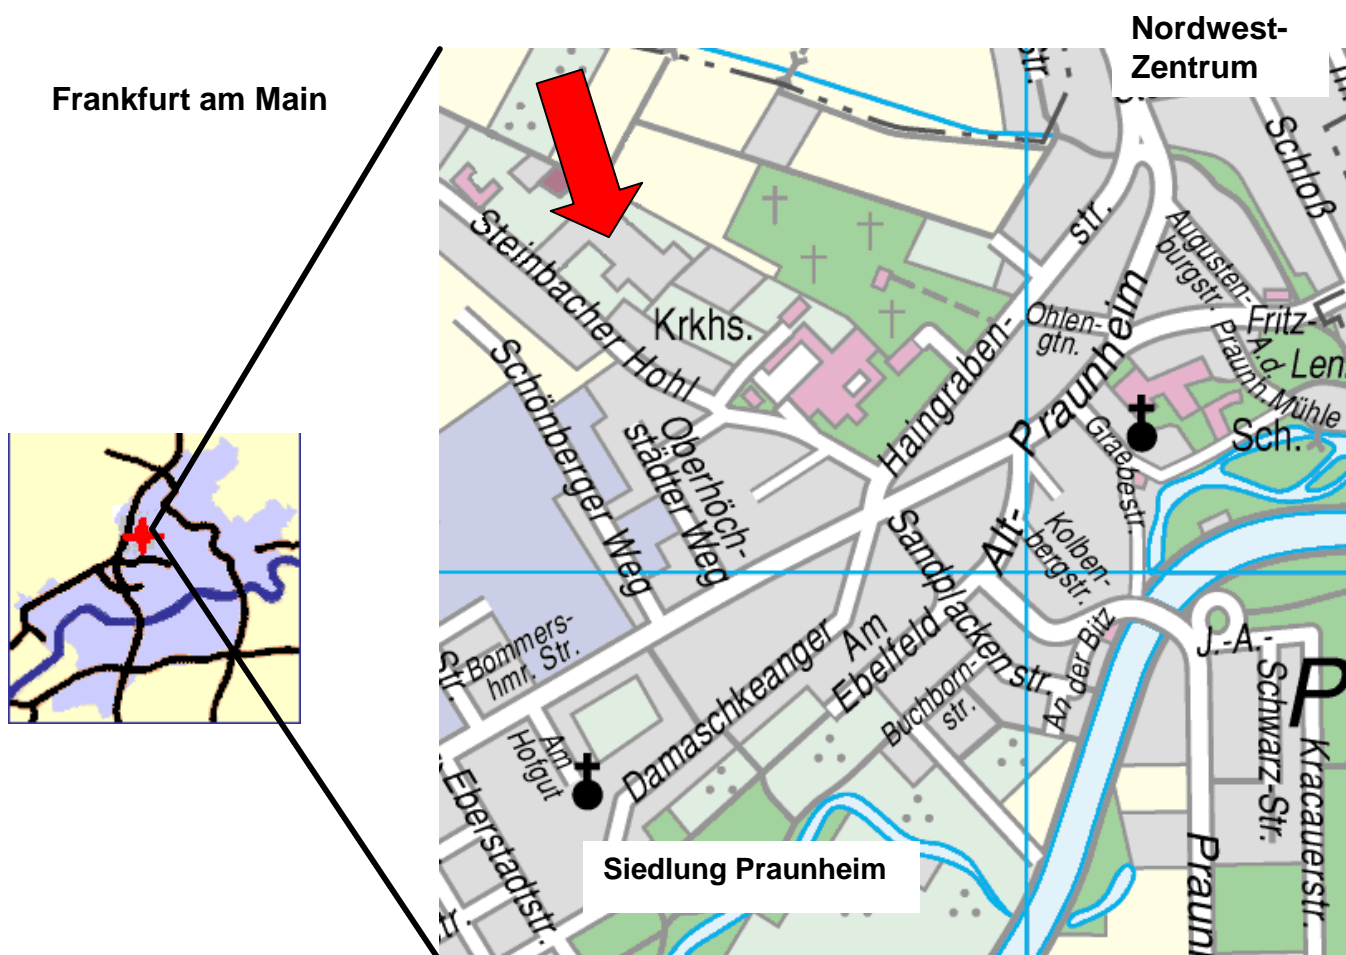 Nordwest-
Zentrum
Frankfurt am Main
str.
Schloß
Steinbacher Hohl
Krkhs.
Haingraben-
str.
Augusten-
burgstr.
Ohlen-
gtn.
Fritz-
Len
A.d.
Praunh. Mühle
Praunheim
Alt-
Sch.
Graebestr.
Schönberger Weg
Oberhöch-
städter Weg
Kolben-
bergstr.
Sandplackenstr.
Am
Ebelfeld
An der Bitz
Buchborn-
str.
Bommers-
hmr. Str.
Str.
Damaschkeanger
Am
Hofgut
Eberstadtstr.
tr.
J.-A.-
Schwarz-Str.
Kracauerstr.
P
Praun
Siedlung Praunheim